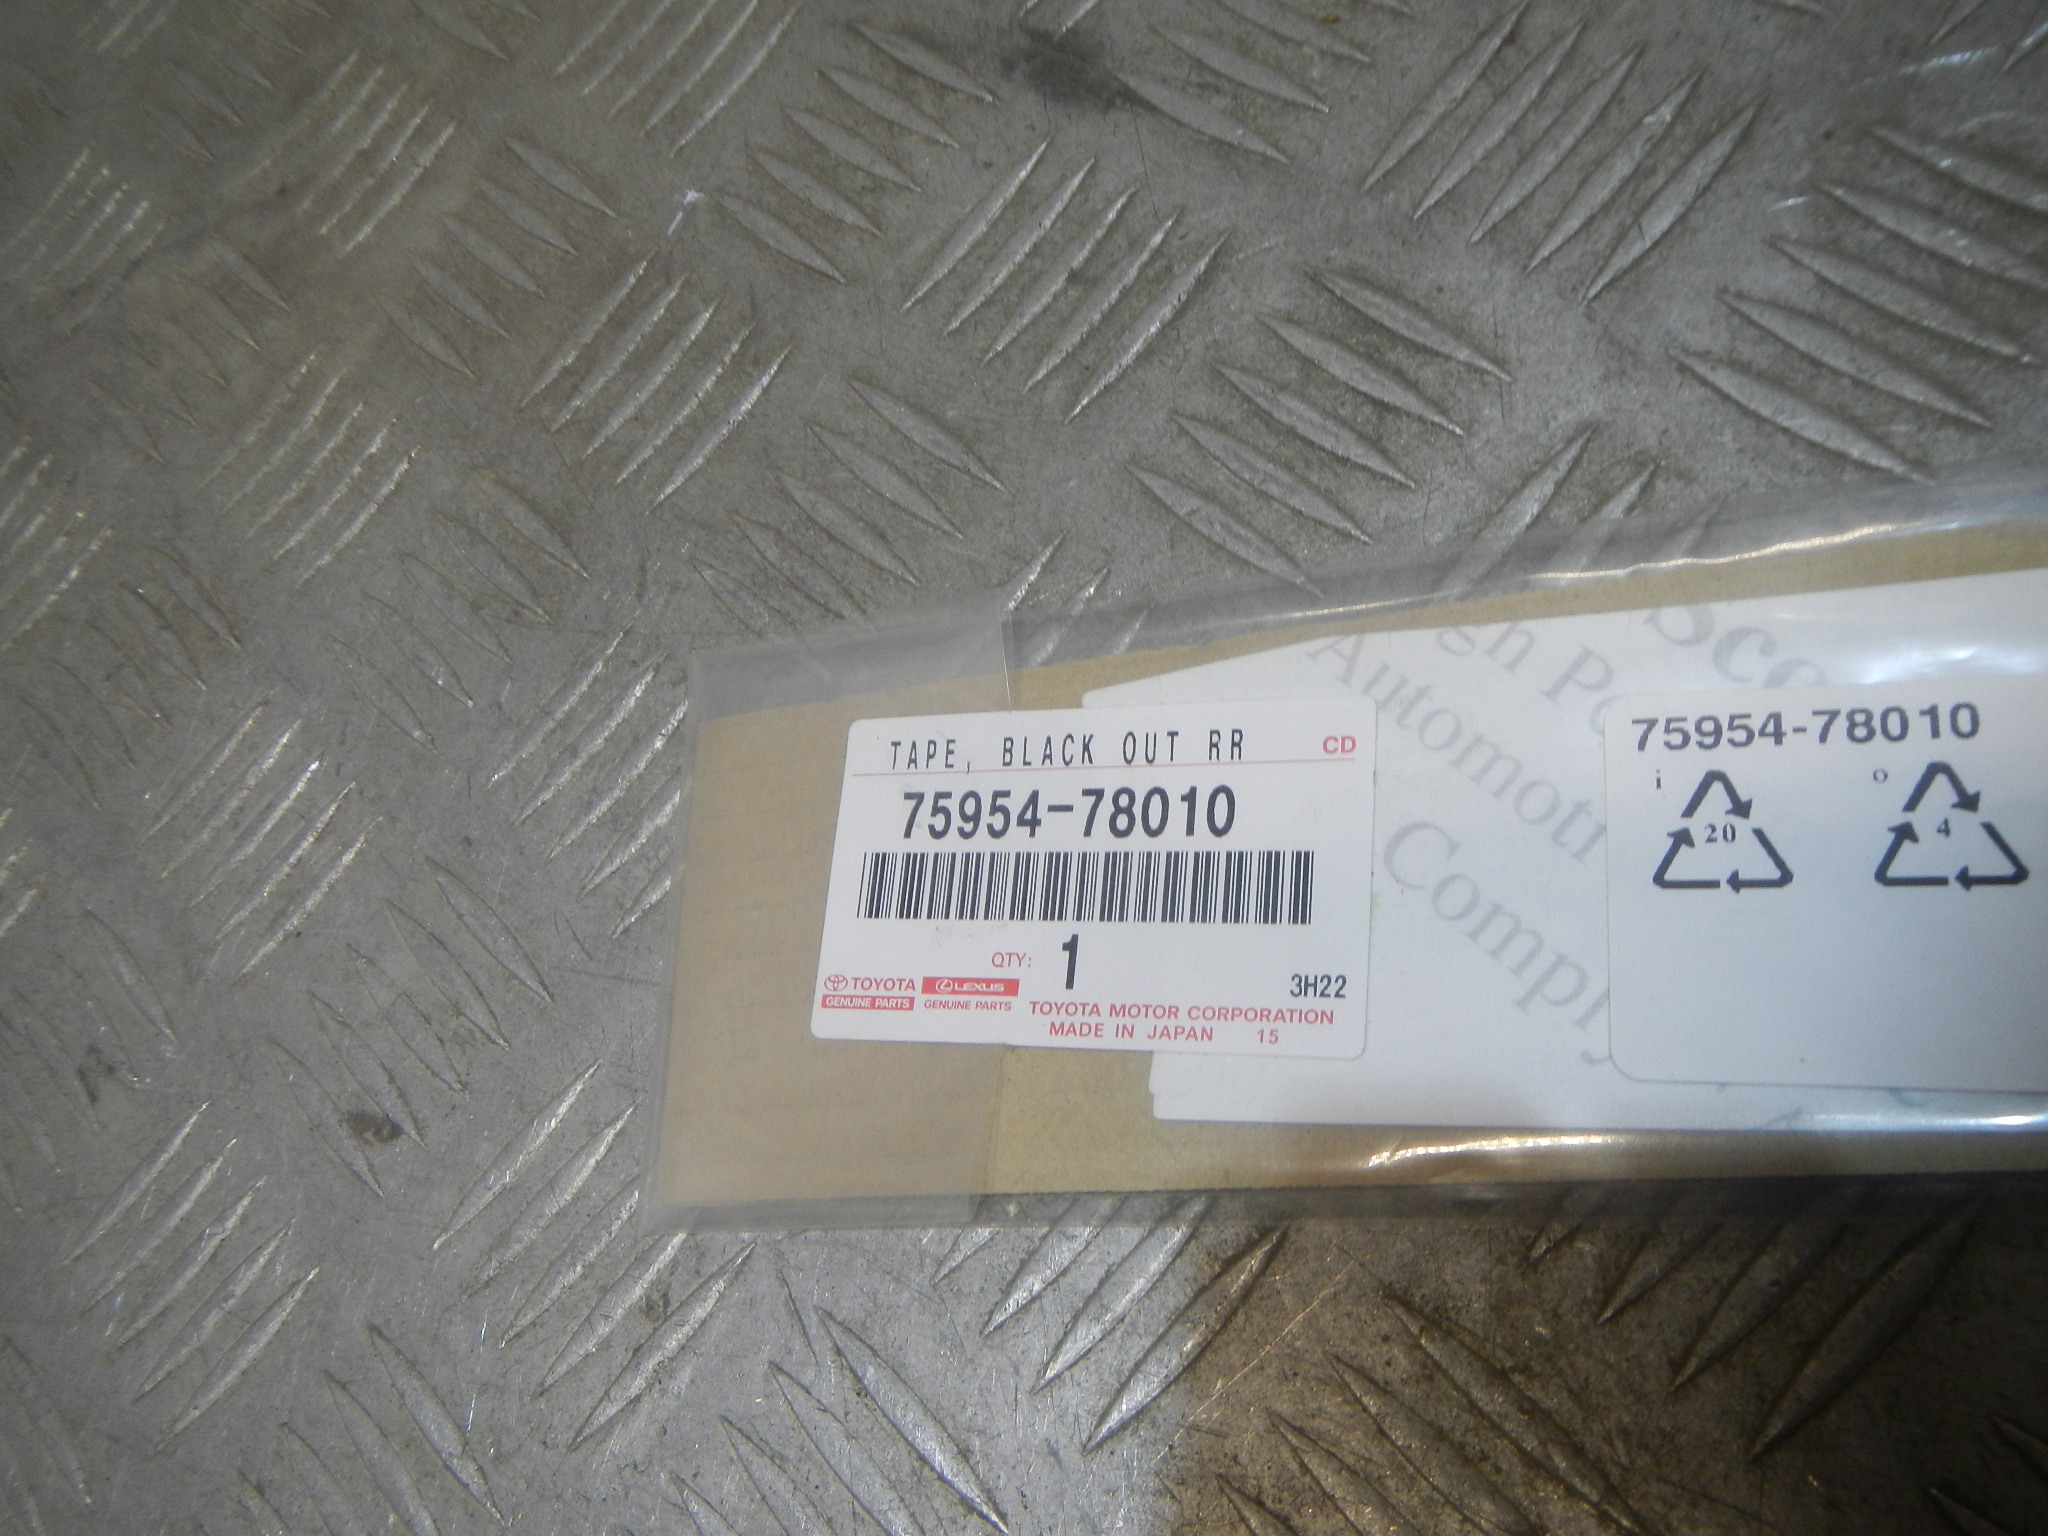 TAPE, BLACK OUT RR CD
75954-78010
QTY: 1
3H22
TOYOTA LEXUS
GENUINE PARTS GENUINE PARTS
TOYOTA MOTOR CORPORATION
MADE IN JAPAN 15
75954-78010
i o
20 4
Automoti